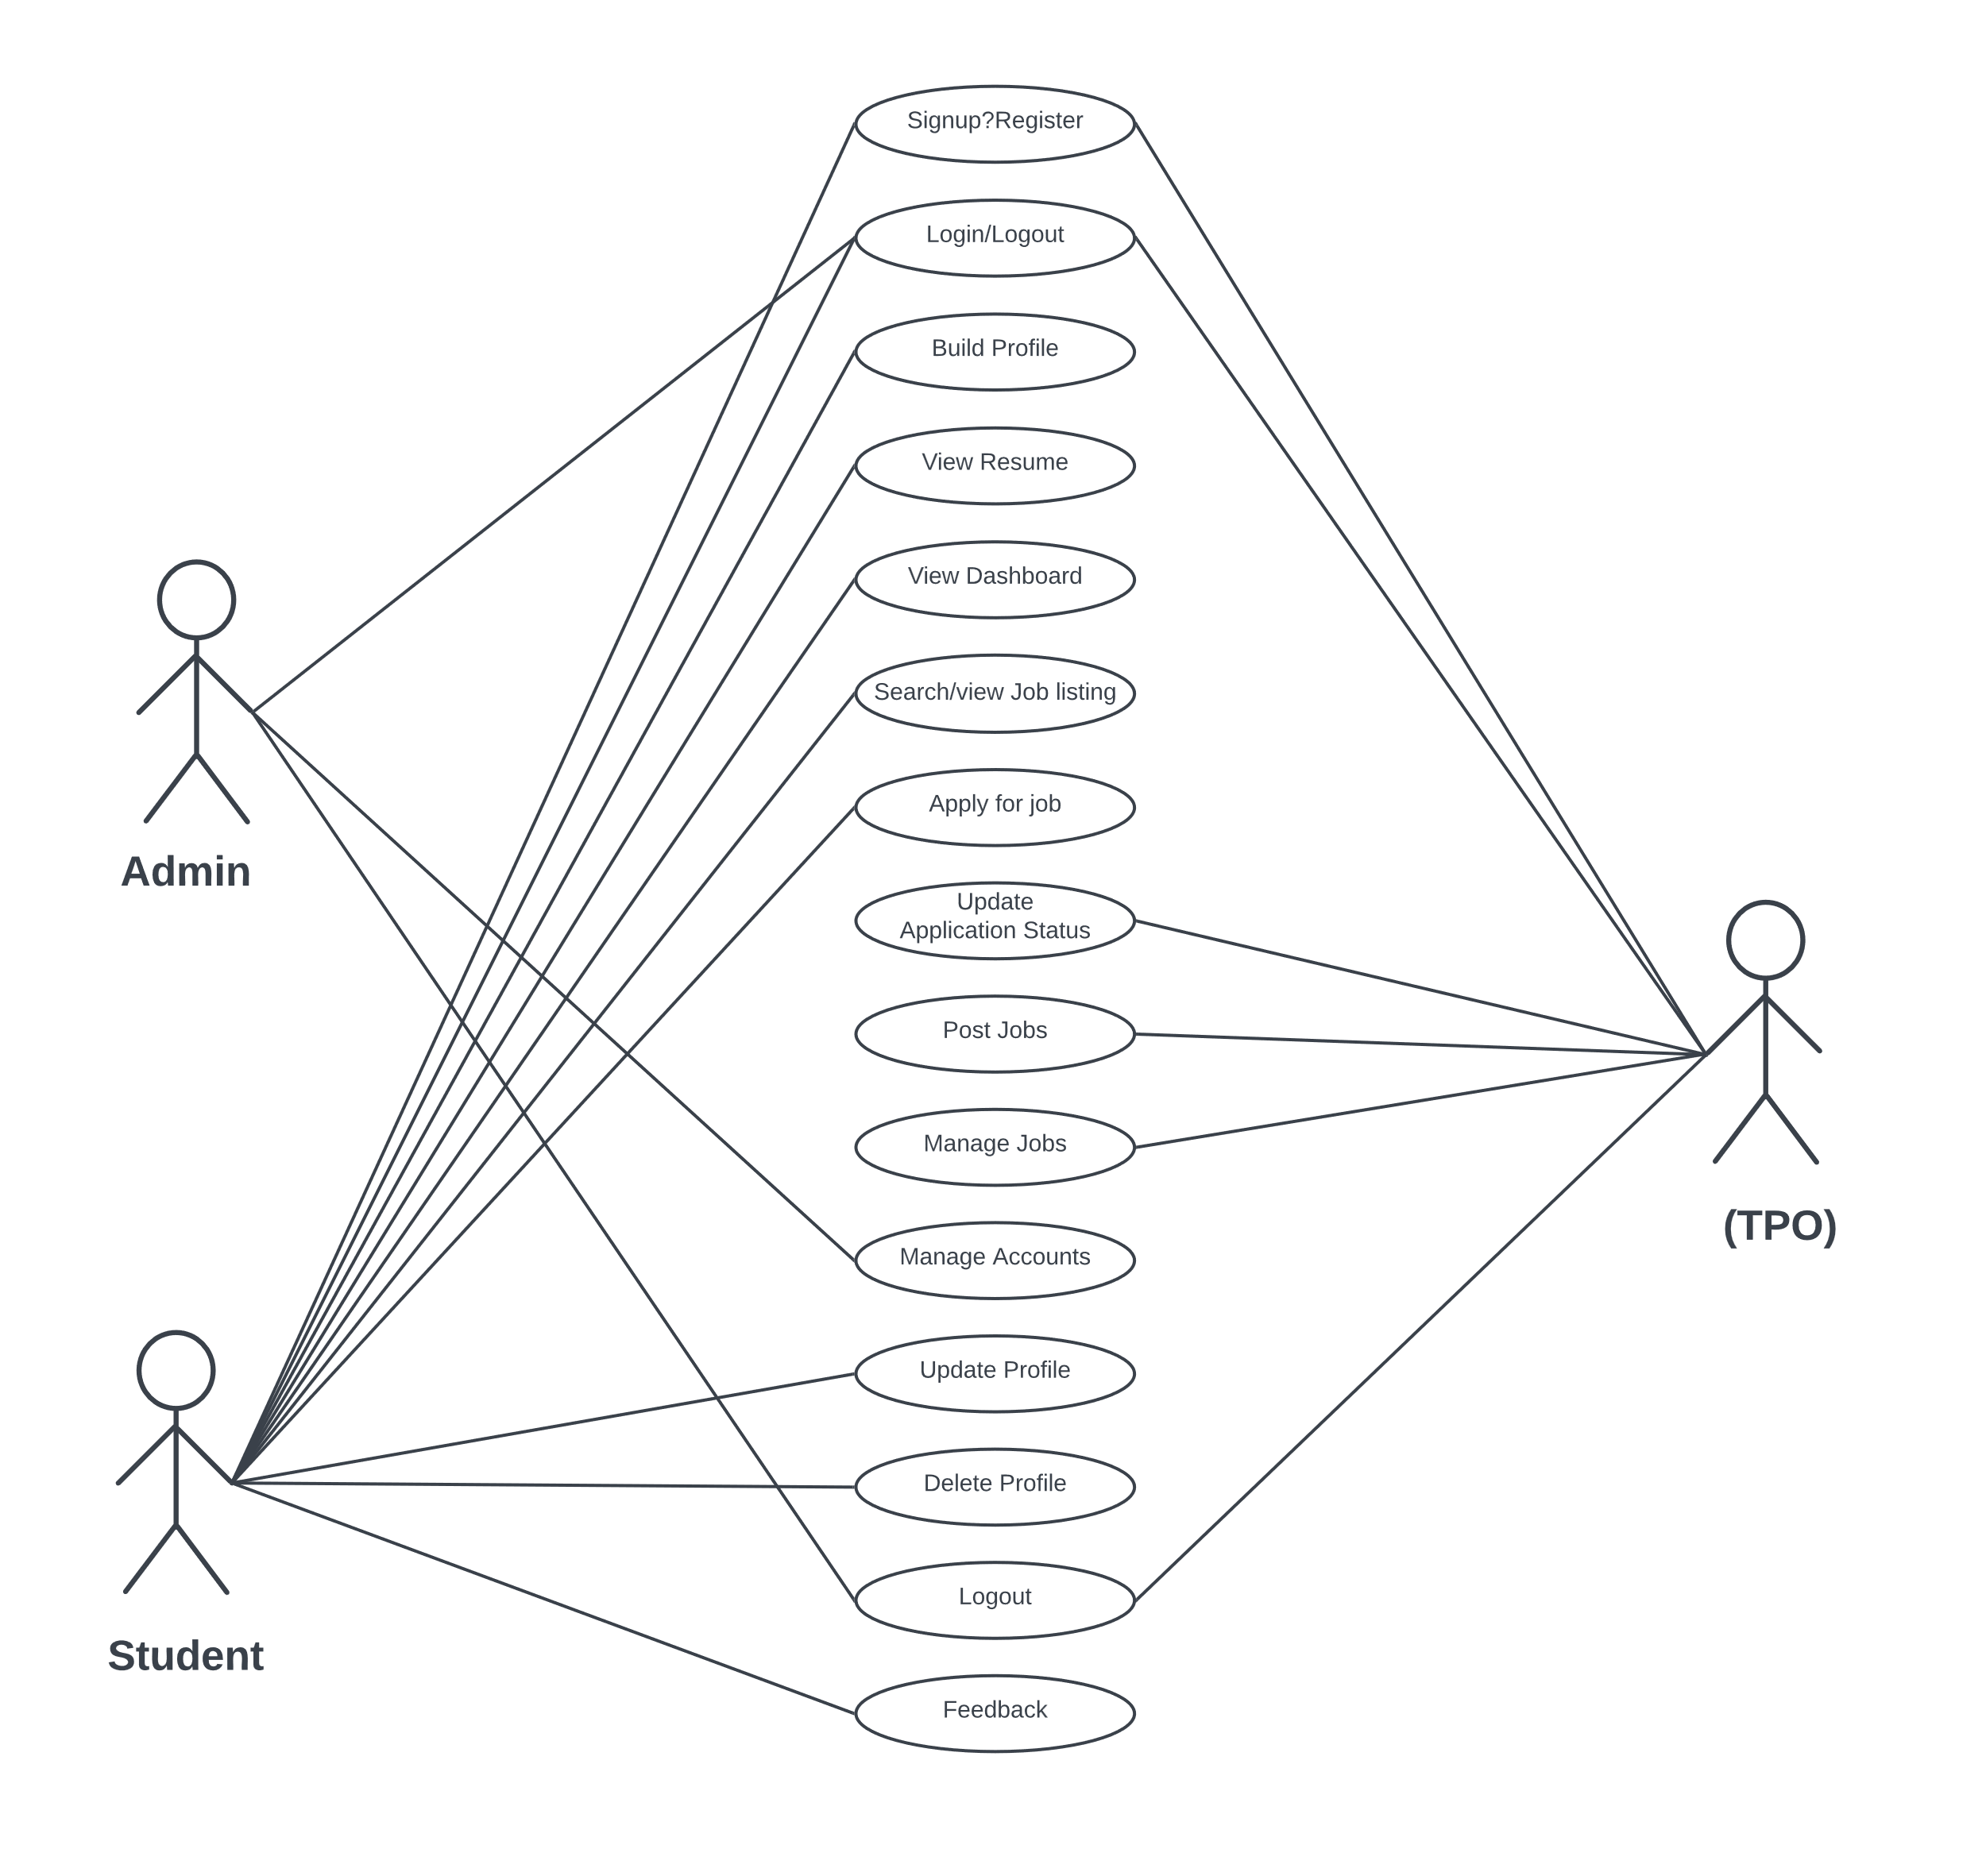 Signup?Register
Login/Logout
Build Profile
View Resume
View Dashboard
Search/view Job listing
Apply for job
Admin
Update
Application Status
Post Jobs
Manage Jobs
(TPO)
Manage Accounts
Update Profile
Delete Profile
Logout
Student
Feedback